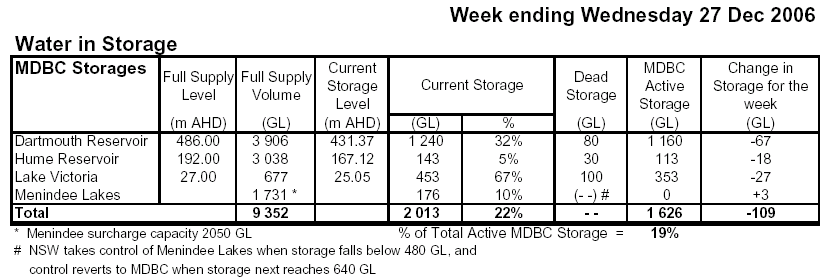 Week ending Wednesday 27 Dec 2006
Water in Storage
MDBC Storages Full Supply Level (m AHD) Full Supply Volume (GL) Current Storage Level (m AHD) Current Storage (GL) % Dead Storage (GL) MDBC Active Storage (GL) Change in Storage for the week (GL)
Dartmouth Reservoir 486.00 3 906 431.37 1 240 32% 80 1 160 -67
Hume Reservoir 192.00 3 038 167.12 143 5% 30 113 -18
Lake Victoria 27.00 677 25.05 453 67% 100 353 -27
Menindee Lakes 1 731 * 176 10% (- -) # 0 +3
Total 9 352 2 013 22% - - 1 626 -109
* Menindee surcharge capacity 2050 GL % of Total Active MDBC Storage = 19%
# NSW takes control of Menindee Lakes when storage falls below 480 GL, and
control reverts to MDBC when storage next reaches 640 GL